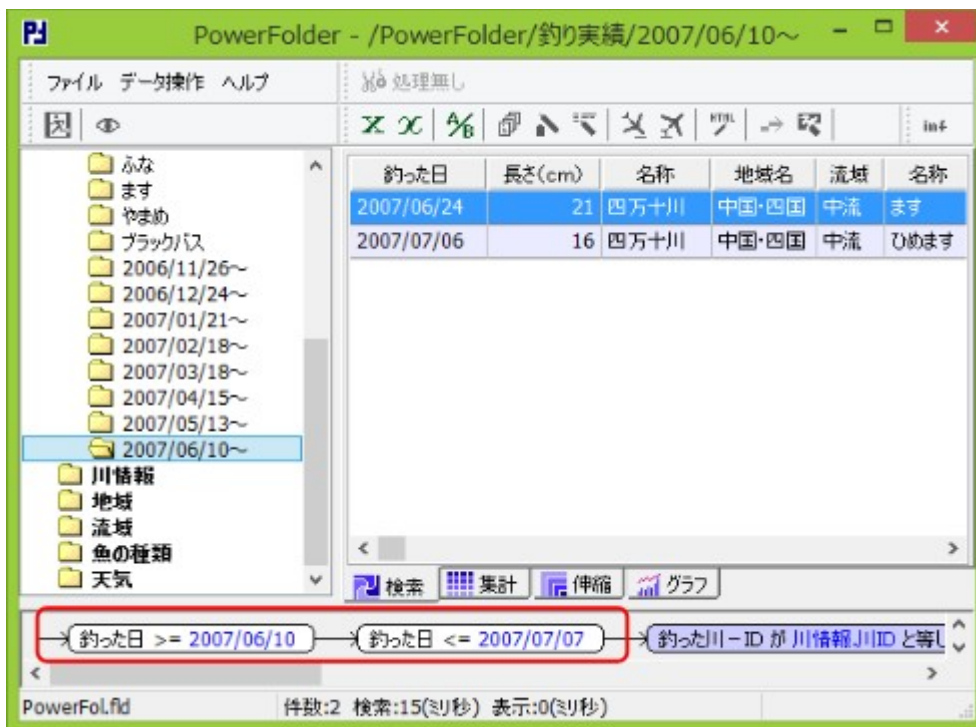 PowerFolder - /PowerFolder/釣り実績/2007/06/10～
ファイル データ操作 ヘルプ
処理無し
A/B
HTML
inf
ふな
ます
やまめ
ブラックバス
2006/11/26～
2006/12/24～
2007/01/21～
2007/02/18～
2007/03/18～
2007/04/15～
2007/05/13～
2007/06/10～
川情報
地域
流域
魚の種類
天気
釣った日 長さ(cm) 名称 地域名 流域 名称
2007/06/24 21 四万十川 中国・四国 中流 ます
2007/07/06 16 四万十川 中国・四国 中流 ひめます
検索 集計 伸縮 グラフ
釣った日 >= 2007/06/10 釣った日 <= 2007/07/07 釣った川－ID が 川情報.川ID と等し
PowerFol.fld 件数:2 検索:15(ミリ秒) 表示:0(ミリ秒)